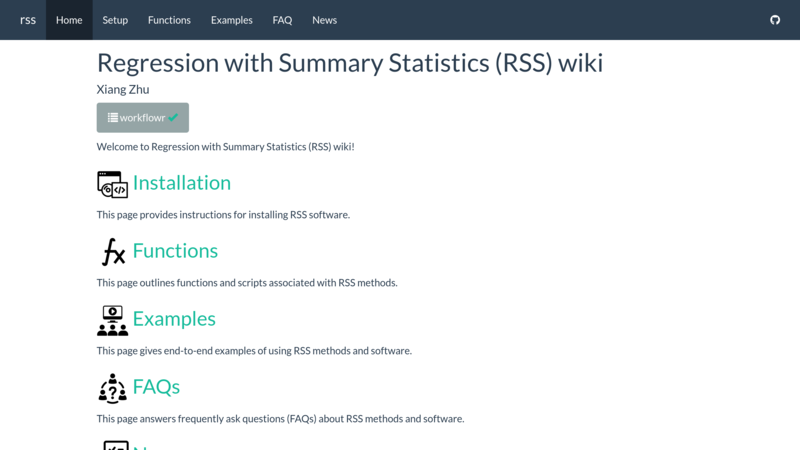 rss Home Setup Functions Examples FAQ News
Regression with Summary Statistics (RSS) wiki
Xiang Zhu
workflowr
Welcome to Regression with Summary Statistics (RSS) wiki!
Installation
This page provides instructions for installing RSS software.
fx Functions
This page outlines functions and scripts associated with RSS methods.
Examples
This page gives end-to-end examples of using RSS methods and software.
FAQs
This page answers frequently ask questions (FAQs) about RSS methods and software.